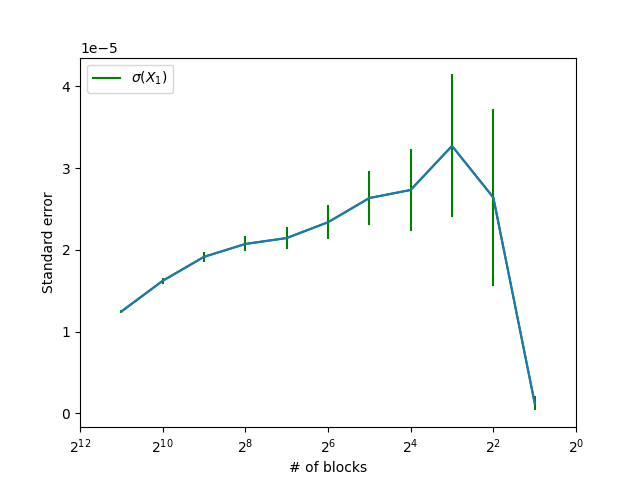 1e−5
σ(X₁)
4
3
2
1
0
Standard error
2¹² 2¹⁰ 2⁸ 2⁶ 2⁴ 2² 2⁰
# of blocks